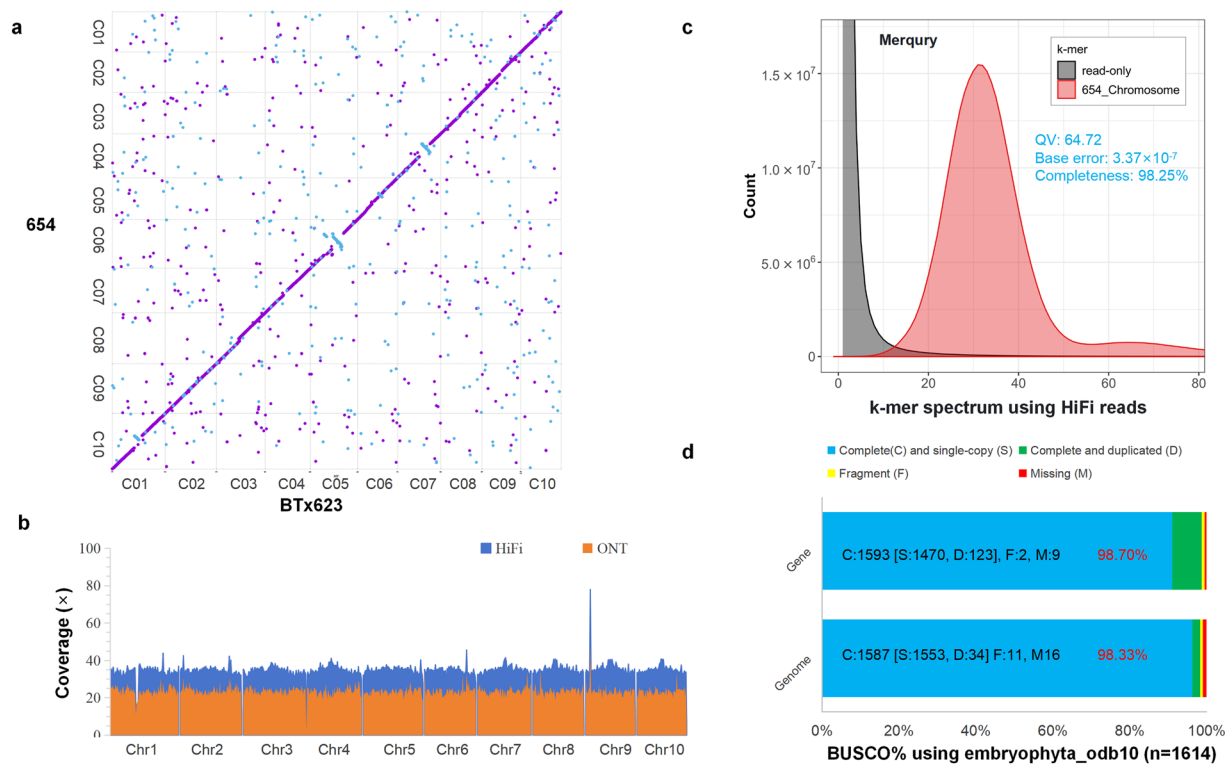 a
C01
C02
C03
C04
C05
C06
C07
C08
C09
C10
654
C01 C02 C03 C04 C05 C06 C07 C08 C09 C10
BTx623
b
HiFi ONT
Coverage (×)
100
80
60
40
20
0
Chr1 Chr2 Chr3 Chr4 Chr5 Chr6 Chr7 Chr8 Chr9 Chr10
c
Merqury
k-mer
read-only
654_Chromosome
QV: 64.72
Base error: 3.37×10-7
Completeness: 98.25%
Count
1.5 × 10⁷
1.0 × 10⁷
5.0 × 10⁶
0
0 20 40 60 80
k-mer spectrum using HiFi reads
d
Complete(C) and single-copy (S) Complete and duplicated (D)
Fragment (F) Missing (M)
Gene
C:1593 [S:1470, D:123], F:2, M:9 98.70%
Genome
C:1587 [S:1553, D:34] F:11, M16 98.33%
0% 20% 40% 60% 80% 100%
BUSCO% using embryophyta_odb10 (n=1614)